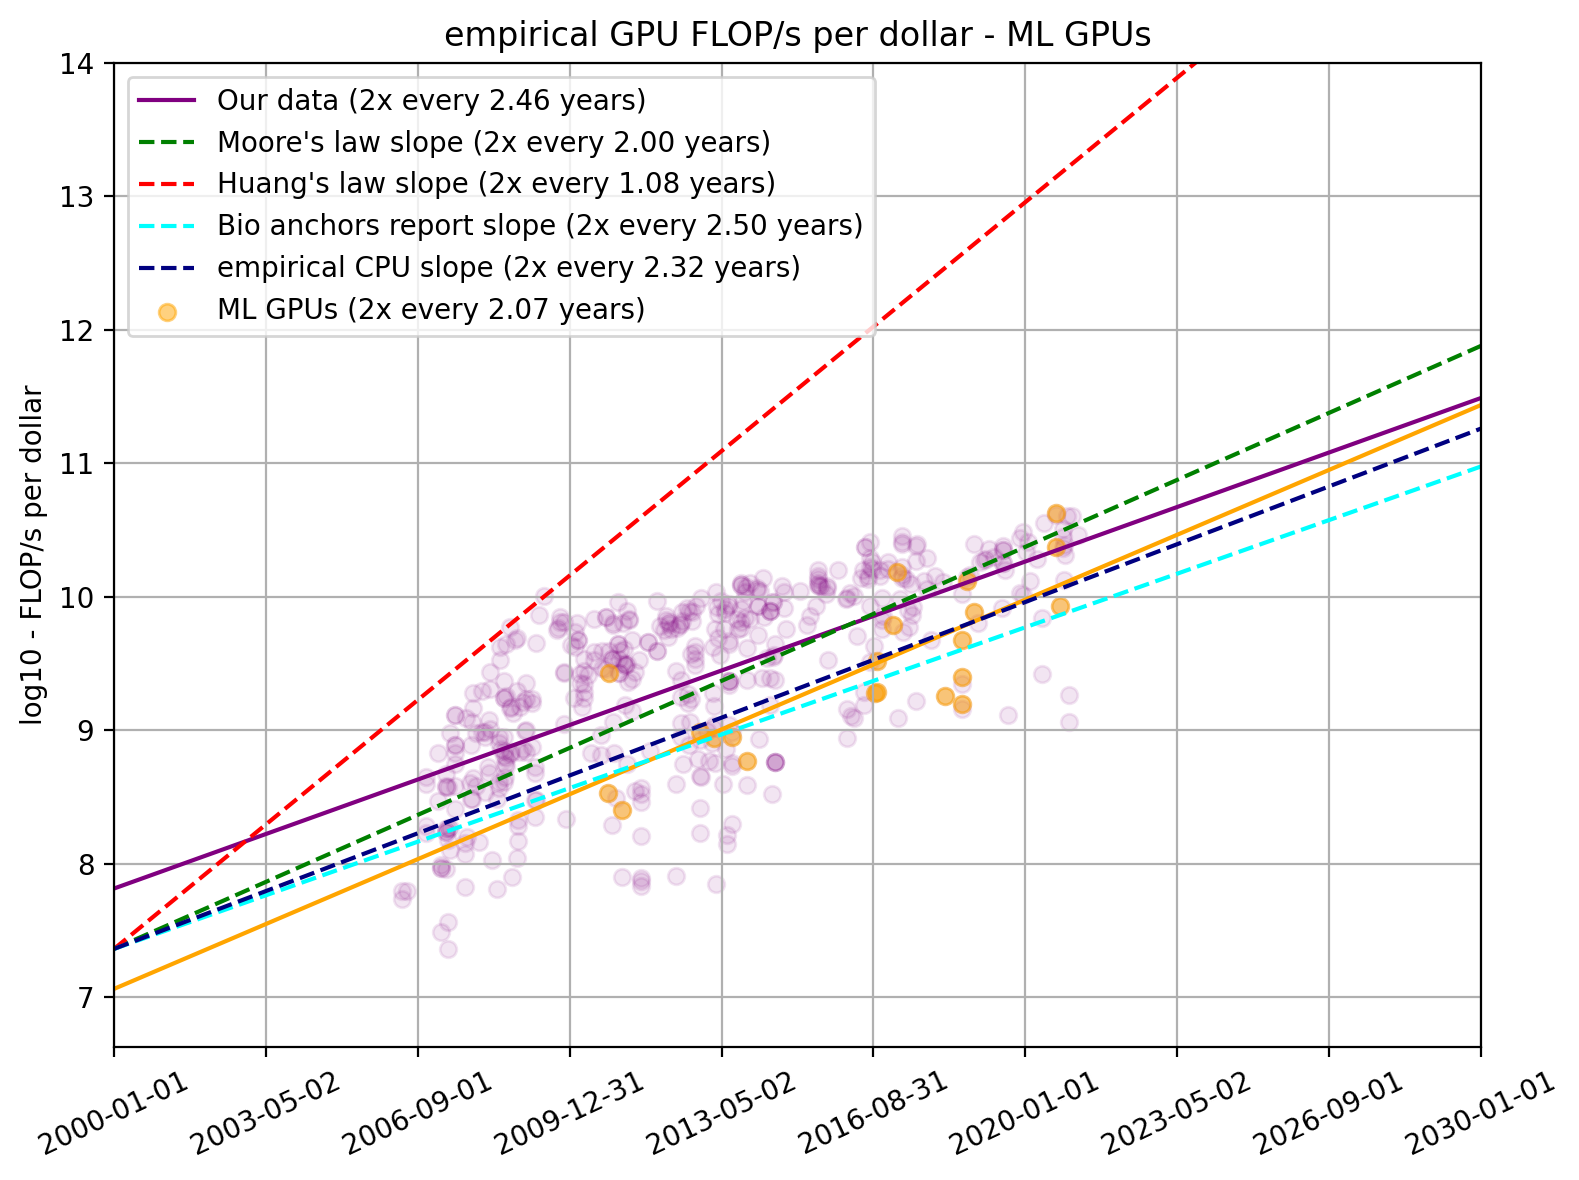 empirical GPU FLOP/s per dollar - ML GPUs
14
13
12
11
10
9
8
7
log10 - FLOP/s per dollar
Our data (2x every 2.46 years)
Moore's law slope (2x every 2.00 years)
Huang's law slope (2x every 1.08 years)
Bio anchors report slope (2x every 2.50 years)
empirical CPU slope (2x every 2.32 years)
ML GPUs (2x every 2.07 years)
2000-01-01
2003-05-02
2006-09-01
2009-12-31
2013-05-02
2016-08-31
2020-01-01
2023-05-02
2026-09-01
2030-01-01